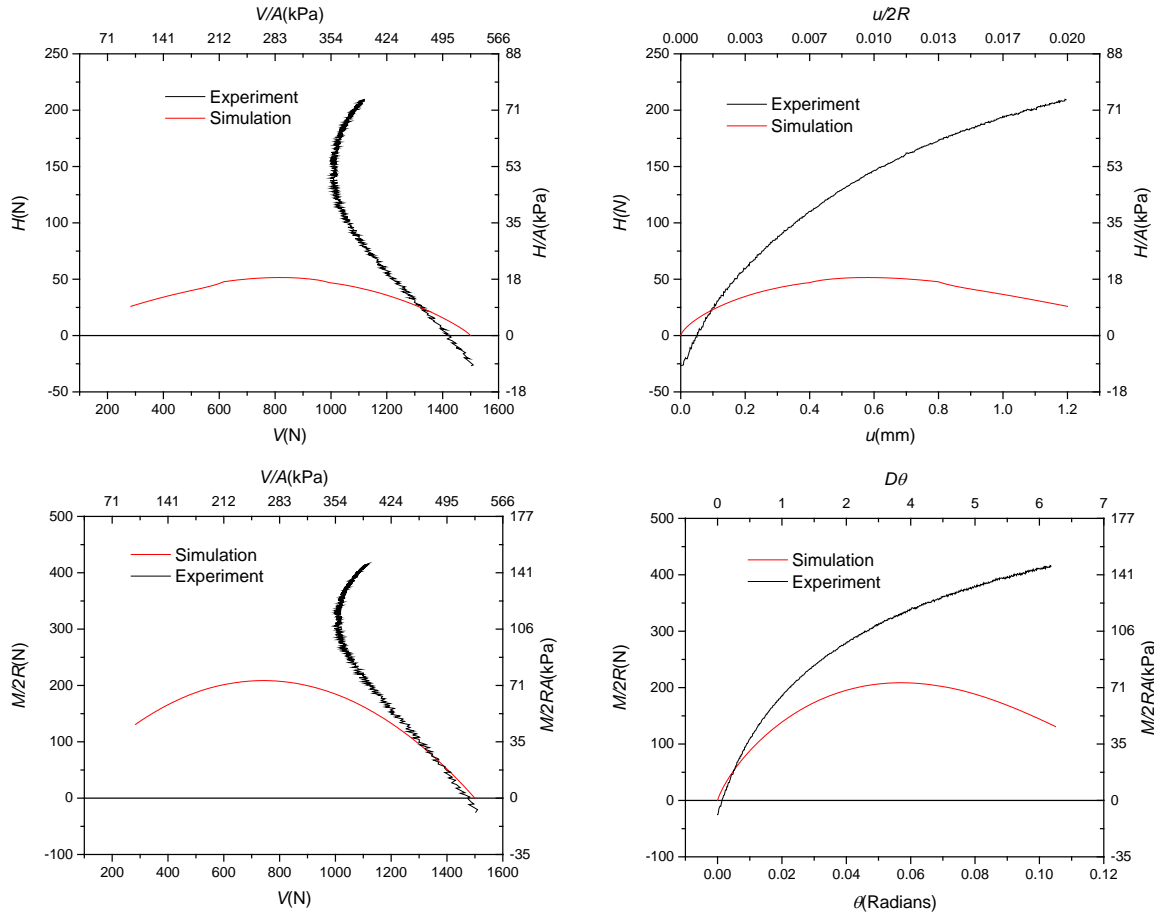 V/A(kPa)
71 141 212 283 354 424 495 566
250 200 150 100 50 0 -50
H(N)
Experiment
Simulation
88 71 53 35 18 0 -18
H/A(kPa)
200 400 600 800 1000 1200 1400 1600
V(N)
u/2R
0.000 0.003 0.007 0.010 0.013 0.017 0.020
250 200 150 100 50 0 -50
H(N)
Experiment
Simulation
88 71 53 35 18 0 -18
H/A(kPa)
0.0 0.2 0.4 0.6 0.8 1.0 1.2
u(mm)
V/A(kPa)
71 141 212 283 354 424 495 566
500 400 300 200 100 0 -100
M/2R(N)
Simulation
Experiment
177 141 106 71 35 0 -35
M/2RA(kPa)
200 400 600 800 1000 1200 1400 1600
V(N)
Dθ
0 1 2 3 4 5 6 7
500 400 300 200 100 0 -100
M/2R(N)
Simulation
Experiment
177 141 106 71 35 0 -35
M/2RA(kPa)
0.00 0.02 0.04 0.06 0.08 0.10 0.12
θ(Radians)